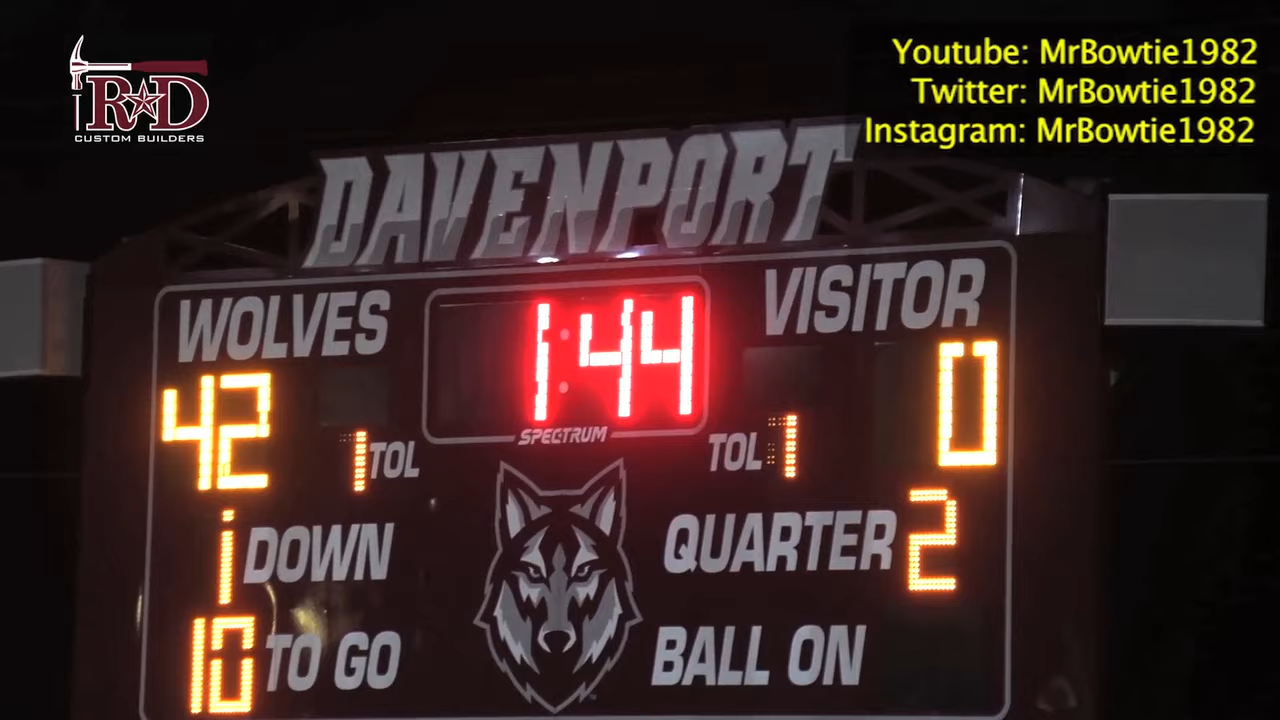 R★D
CUSTOM BUILDERS
Youtube: MrBowtie1982
Twitter: MrBowtie1982
Instagram: MrBowtie1982
DAVENPORT
WOLVES
1:44
VISITOR
42
1 TOL
SPECTRUM
TOL 1
0
1 DOWN
QUARTER 2
10 TO GO
BALL ON